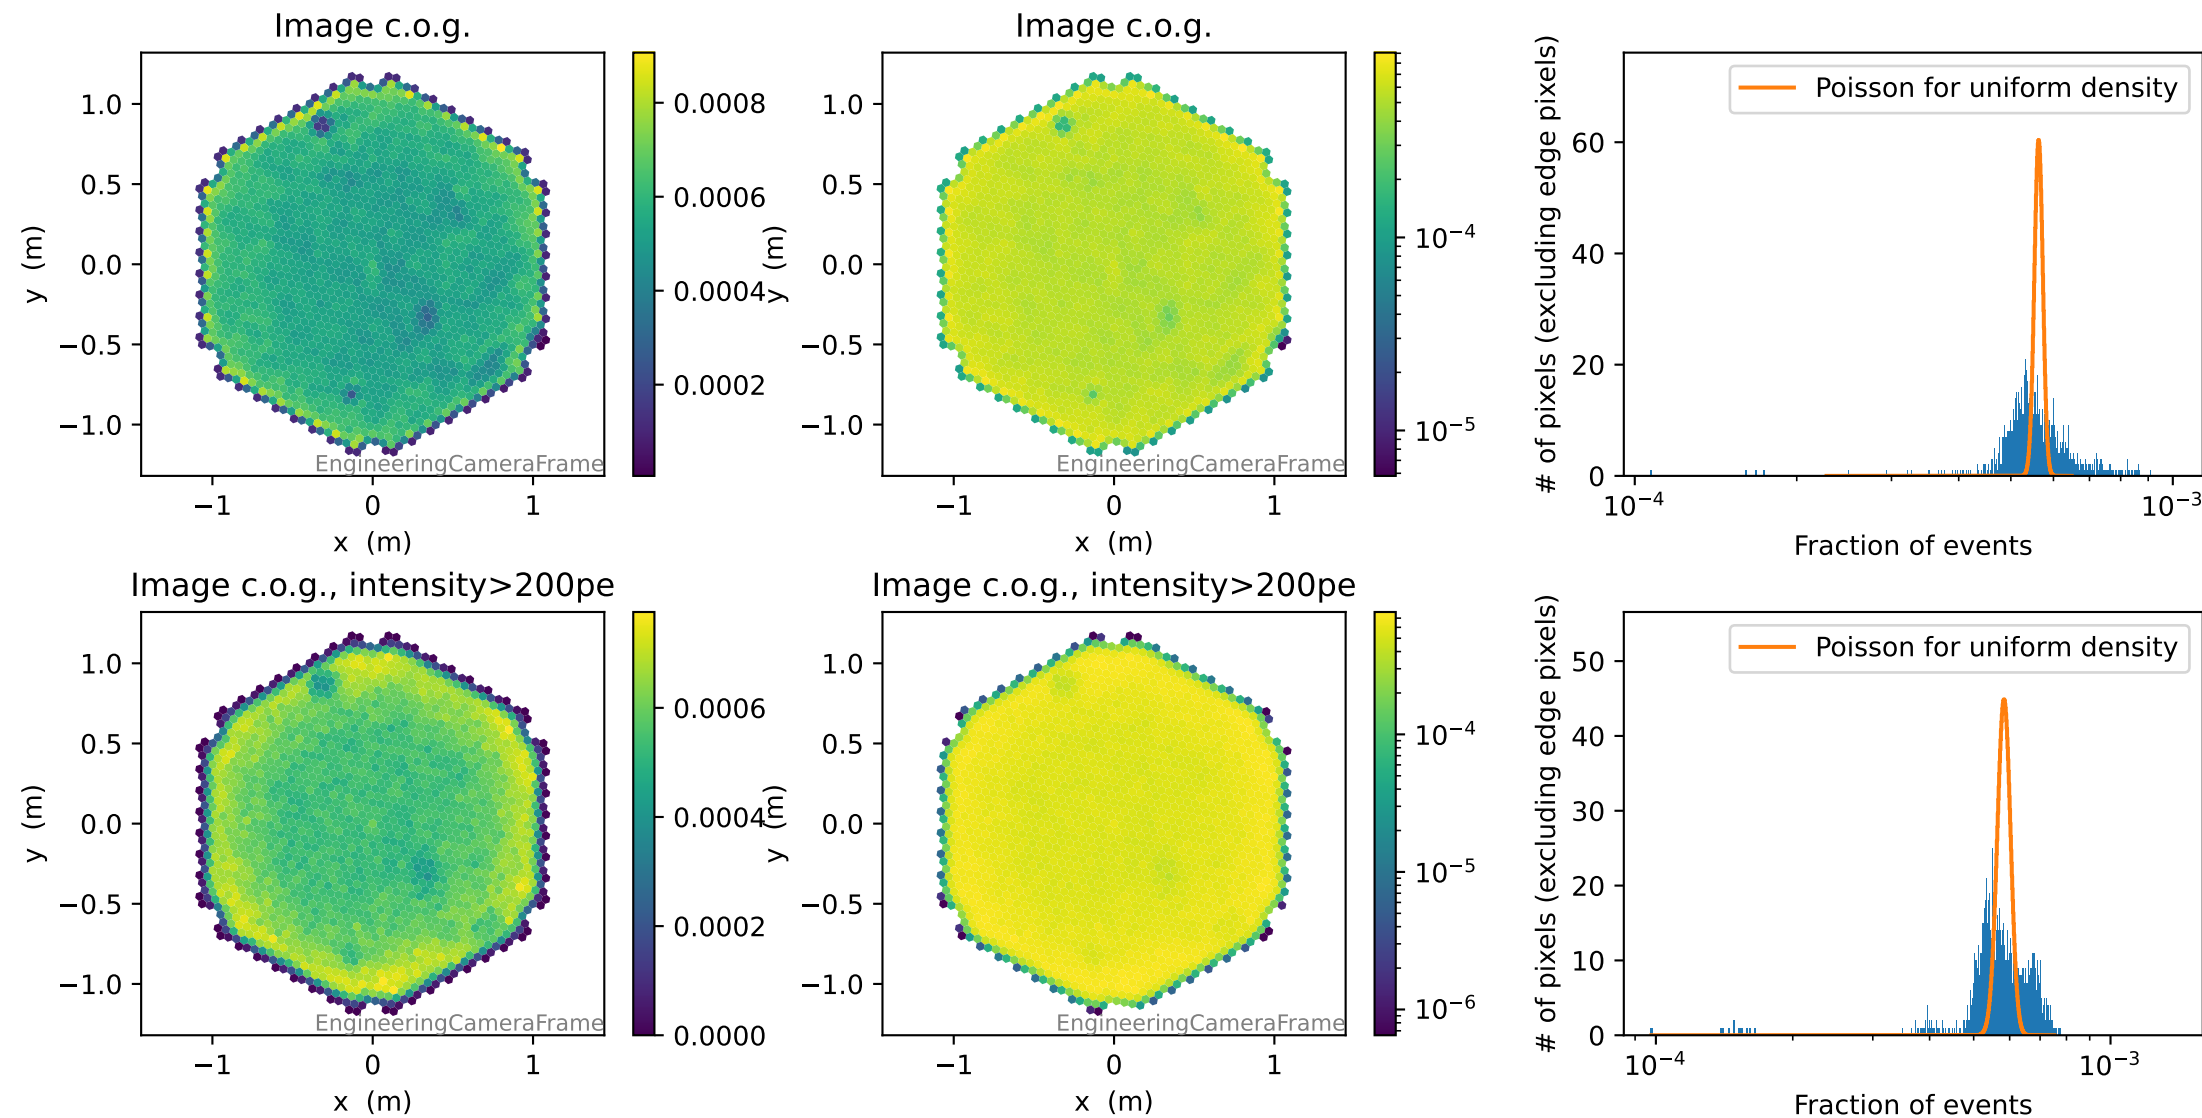 Image c.o.g.
1.0
0.5
0.0
−0.5
−1.0
y (m)
−1
0
1
x (m)
EngineeringCameraFrame
0.0008
0.0006
0.0004
0.0002
Image c.o.g.
1.0
0.5
0.0
−0.5
−1.0
y (m)
−1
0
1
x (m)
EngineeringCameraFrame
10⁻⁴
10⁻⁵
Poisson for uniform density
# of pixels (excluding edge pixels)
60
40
20
0
10⁻⁴
10⁻³
Fraction of events
Image c.o.g., intensity>200pe
1.0
0.5
0.0
−0.5
−1.0
y (m)
−1
0
1
x (m)
EngineeringCameraFrame
0.0006
0.0004
0.0002
0.0000
Image c.o.g., intensity>200pe
1.0
0.5
0.0
−0.5
−1.0
y (m)
−1
0
1
x (m)
EngineeringCameraFrame
10⁻⁴
10⁻⁵
10⁻⁶
Poisson for uniform density
# of pixels (excluding edge pixels)
50
40
30
20
10
0
10⁻⁴
10⁻³
Fraction of events